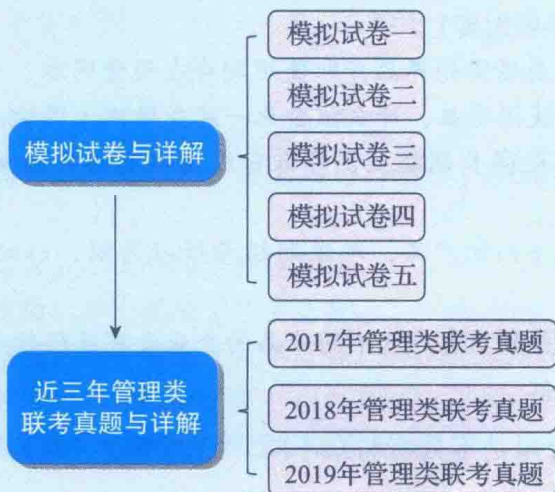 模拟试卷与详解
模拟试卷一
模拟试卷二
模拟试卷三
模拟试卷四
模拟试卷五
近三年管理类
联考真题与详解
2017年管理类联考真题
2018年管理类联考真题
2019年管理类联考真题